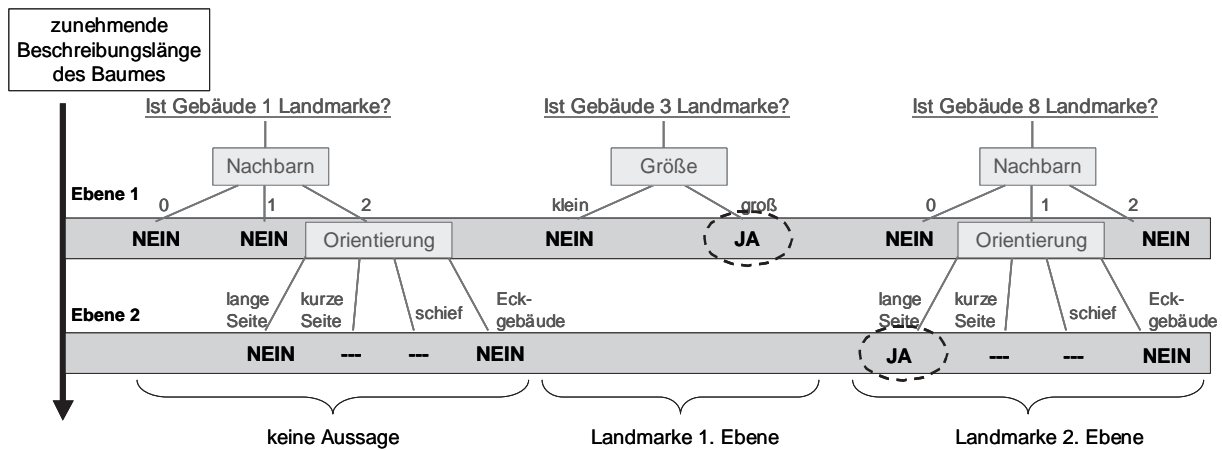 zunehmende
Beschreibungslänge
des Baumes
Ist Gebäude 1 Landmarke?
Ist Gebäude 3 Landmarke?
Ist Gebäude 8 Landmarke?
Nachbarn
Größe
Nachbarn
Ebene 1
0
1
2
klein
groß
0
1
2
NEIN
NEIN
Orientierung
NEIN
JA
NEIN
Orientierung
NEIN
Ebene 2
lange
Seite
kurze
Seite
schief
Eck-
gebäude
lange
Seite
kurze
Seite
schief
Eck-
gebäude
NEIN
---
---
NEIN
JA
---
---
NEIN
keine Aussage
Landmarke 1. Ebene
Landmarke 2. Ebene